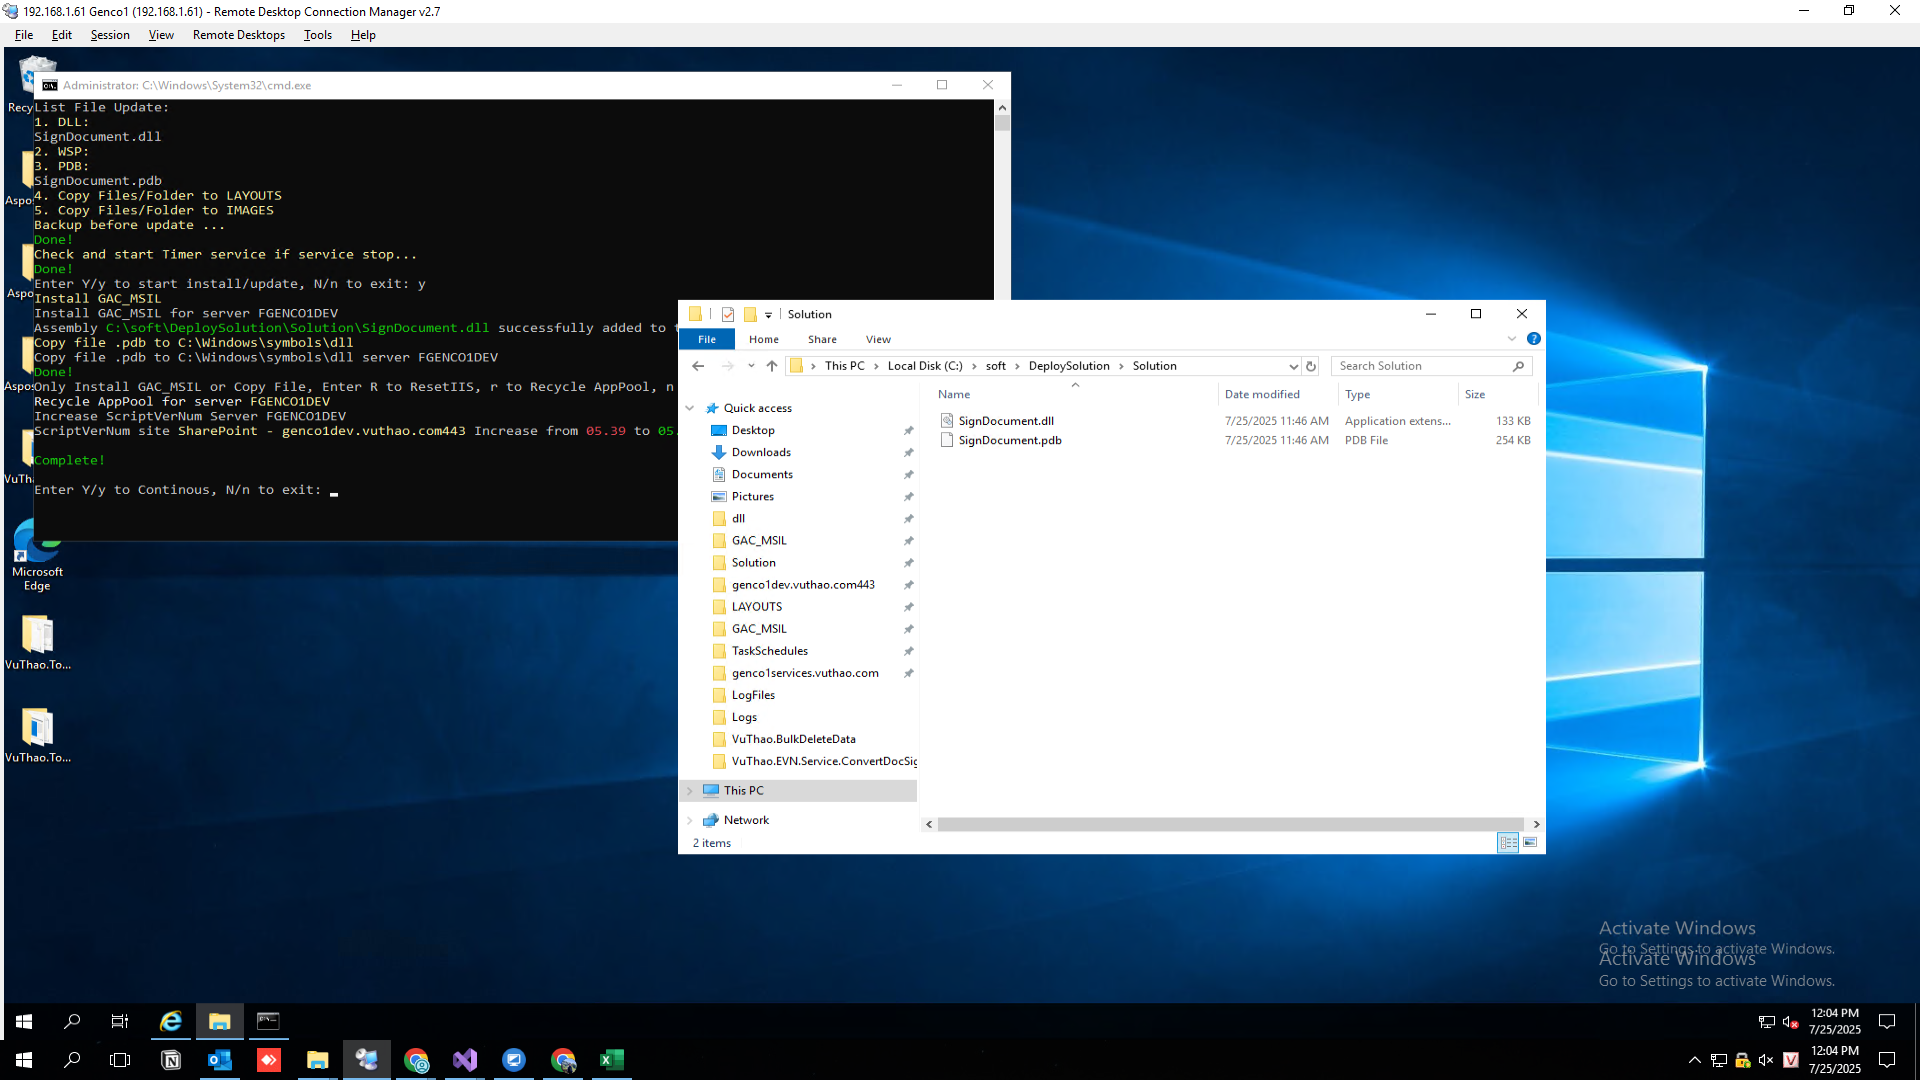 192.168.1.61 Genco1 (192.168.1.61) - Remote Desktop Connection Manager v2.7
File Edit Session View Remote Desktops Tools Help
Administrator: C:\Windows\System32\cmd.exe
List File Update:
1. DLL:
SignDocument.dll
2. WSP:
3. PDB:
SignDocument.pdb
4. Copy Files/Folder to LAYOUTS
5. Copy Files/Folder to IMAGES
Backup before update ...
Done!
Check and start Timer service if service stop...
Done!
Enter Y/y to start install/update, N/n to exit: y
Install GAC_MSIL
Install GAC_MSIL for server FGENCO1DEV
Assembly C:\soft\DeploySolution\Solution\SignDocument.dll successfully added to
Copy file .pdb to C:\Windows\symbols\dll
Copy file .pdb to C:\Windows\symbols\dll server FGENCO1DEV
Done!
Only Install GAC_MSIL or Copy File, Enter R to ResetIIS, r to Recycle AppPool, n
Recycle AppPool for server FGENCO1DEV
Increase ScriptVerNum Server FGENCO1DEV
ScriptVerNum site SharePoint - genco1dev.vuthao.com443 Increase from 05.39 to 05.
Complete!
Enter Y/y to Continous, N/n to exit:
Recy
Aspo
Aspo
Aspo
VuTh
Microsoft
Edge
VuThao.To...
VuThao.To...
Solution
File Home Share View
This PC > Local Disk (C:) > soft > DeploySolution > Solution
Search Solution
Name Date modified Type Size
SignDocument.dll 7/25/2025 11:46 AM Application extens... 133 KB
SignDocument.pdb 7/25/2025 11:46 AM PDB File 254 KB
Quick access
Desktop
Downloads
Documents
Pictures
dll
GAC_MSIL
Solution
genco1dev.vuthao.com443
LAYOUTS
GAC_MSIL
TaskSchedules
genco1services.vuthao.com
LogFiles
Logs
VuThao.BulkDeleteData
VuThao.EVN.Service.ConvertDocSig
This PC
Network
2 items
Activate Windows
Go to Settings to activate Windows.
Activate Windows
Go to Settings to activate Windows.
12:04 PM
7/25/2025
12:04 PM
7/25/2025